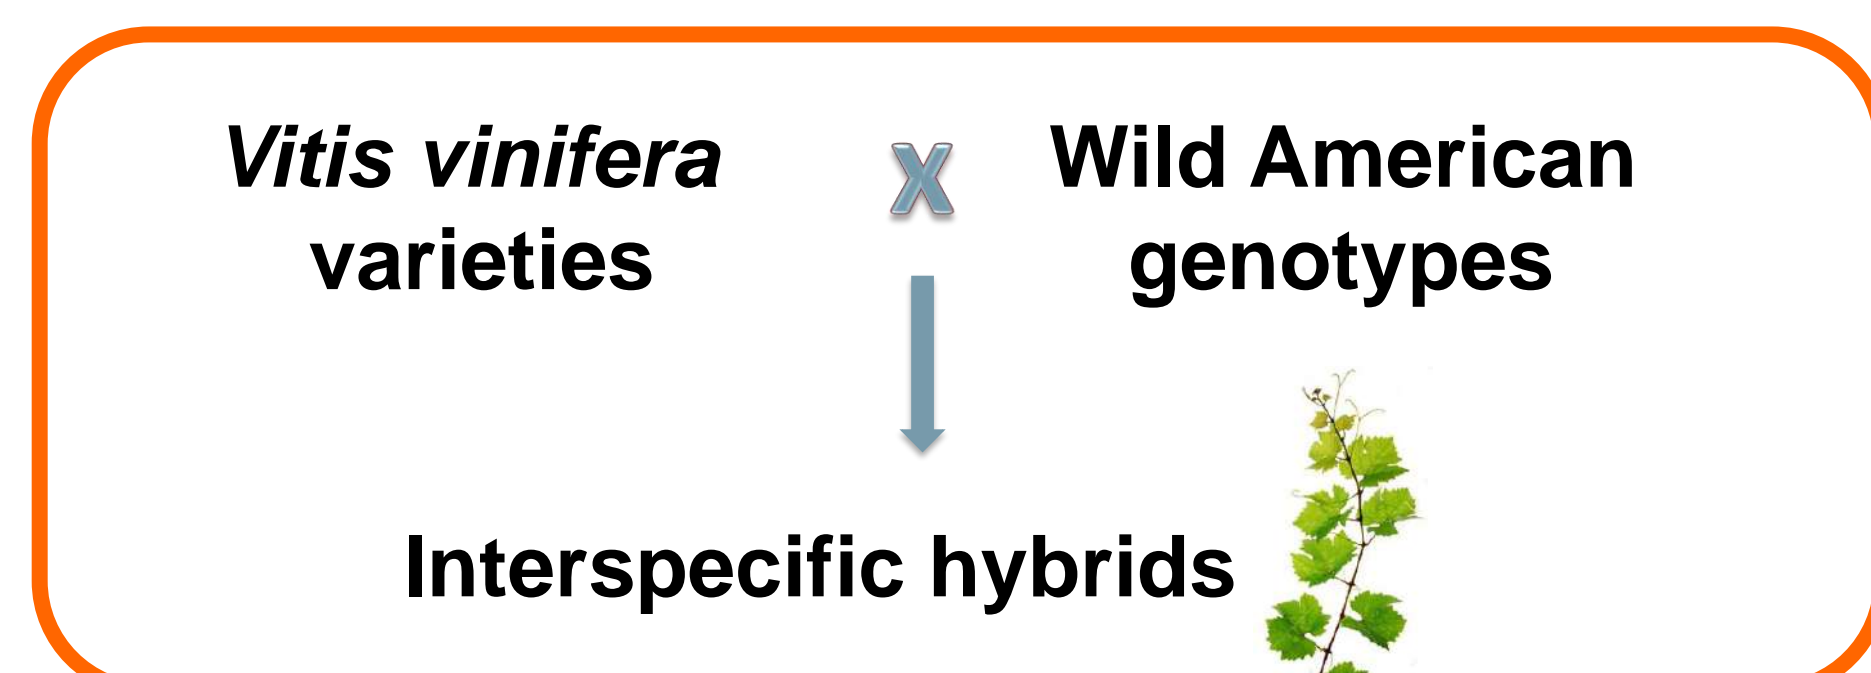 Vitis vinifera
varieties
X
Wild American
genotypes
Interspecific hybrids